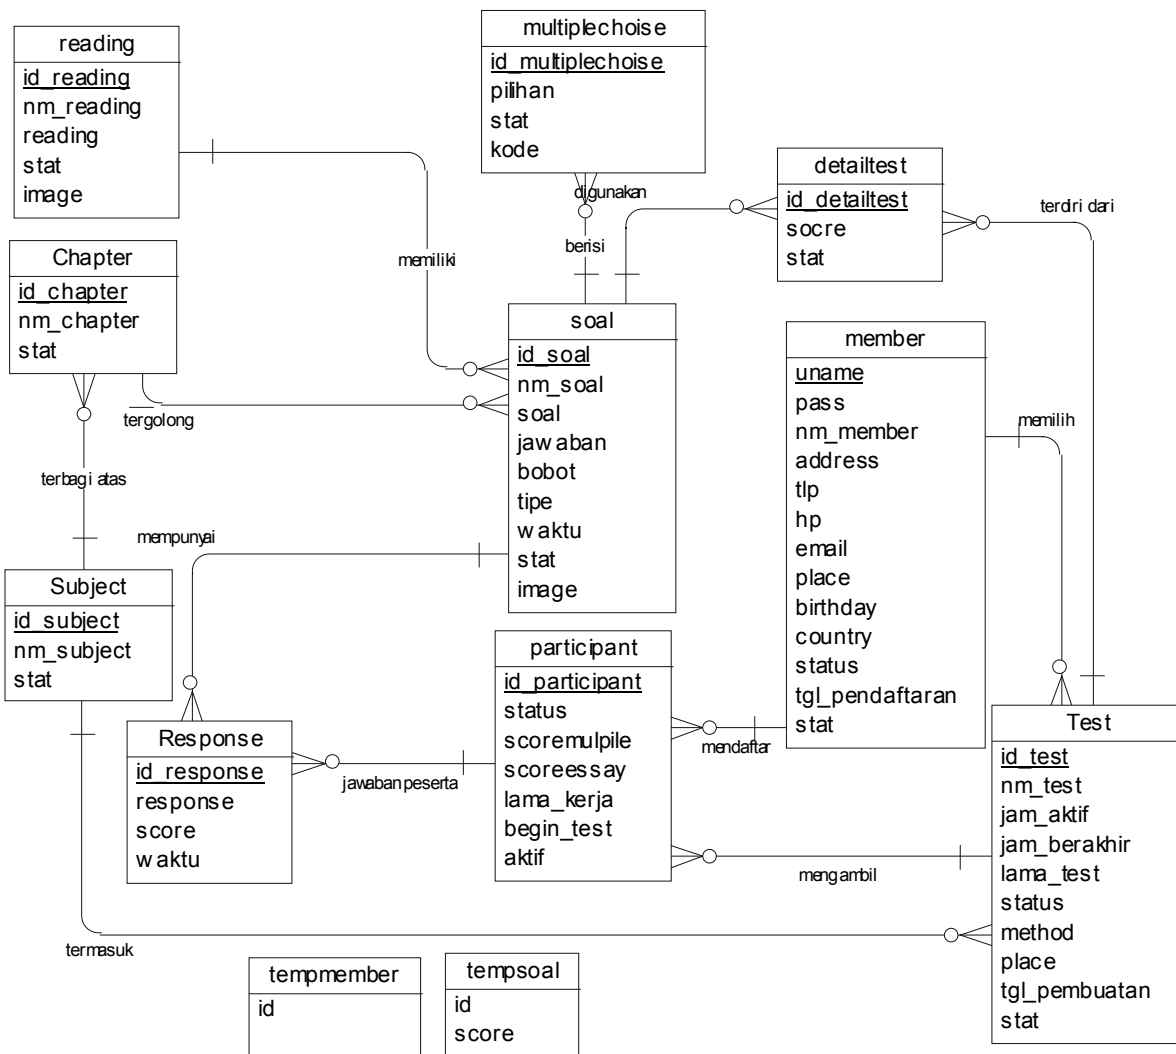 reading
id_reading
nm_reading
reading
stat
image
multiplechoise
id_multiplechoise
pilihan
stat
kode
detailtest
id_detailtest
socre
stat
digunakan
berisi
terdiri dari
memiliki
Chapter
id_chapter
nm_chapter
stat
tergolong
terbagi atas
soal
id_soal
nm_soal
soal
jawaban
bobot
tipe
waktu
stat
image
member
uname
pass
nm_member
address
tlp
hp
email
place
birthday
country
status
tgl_pendaftaran
stat
memilih
mempunyai
Subject
id_subject
nm_subject
stat
participant
id_participant
status
scoremulpile
scoreessay
lama_kerja
begin_test
aktif
mendaftar
Response
id_response
response
score
waktu
jawaban peserta
mengambil
Test
id_test
nm_test
jam_aktif
jam_berakhir
lama_test
status
method
place
tgl_pembuatan
stat
termasuk
tempmember
id
tempsoal
id
score